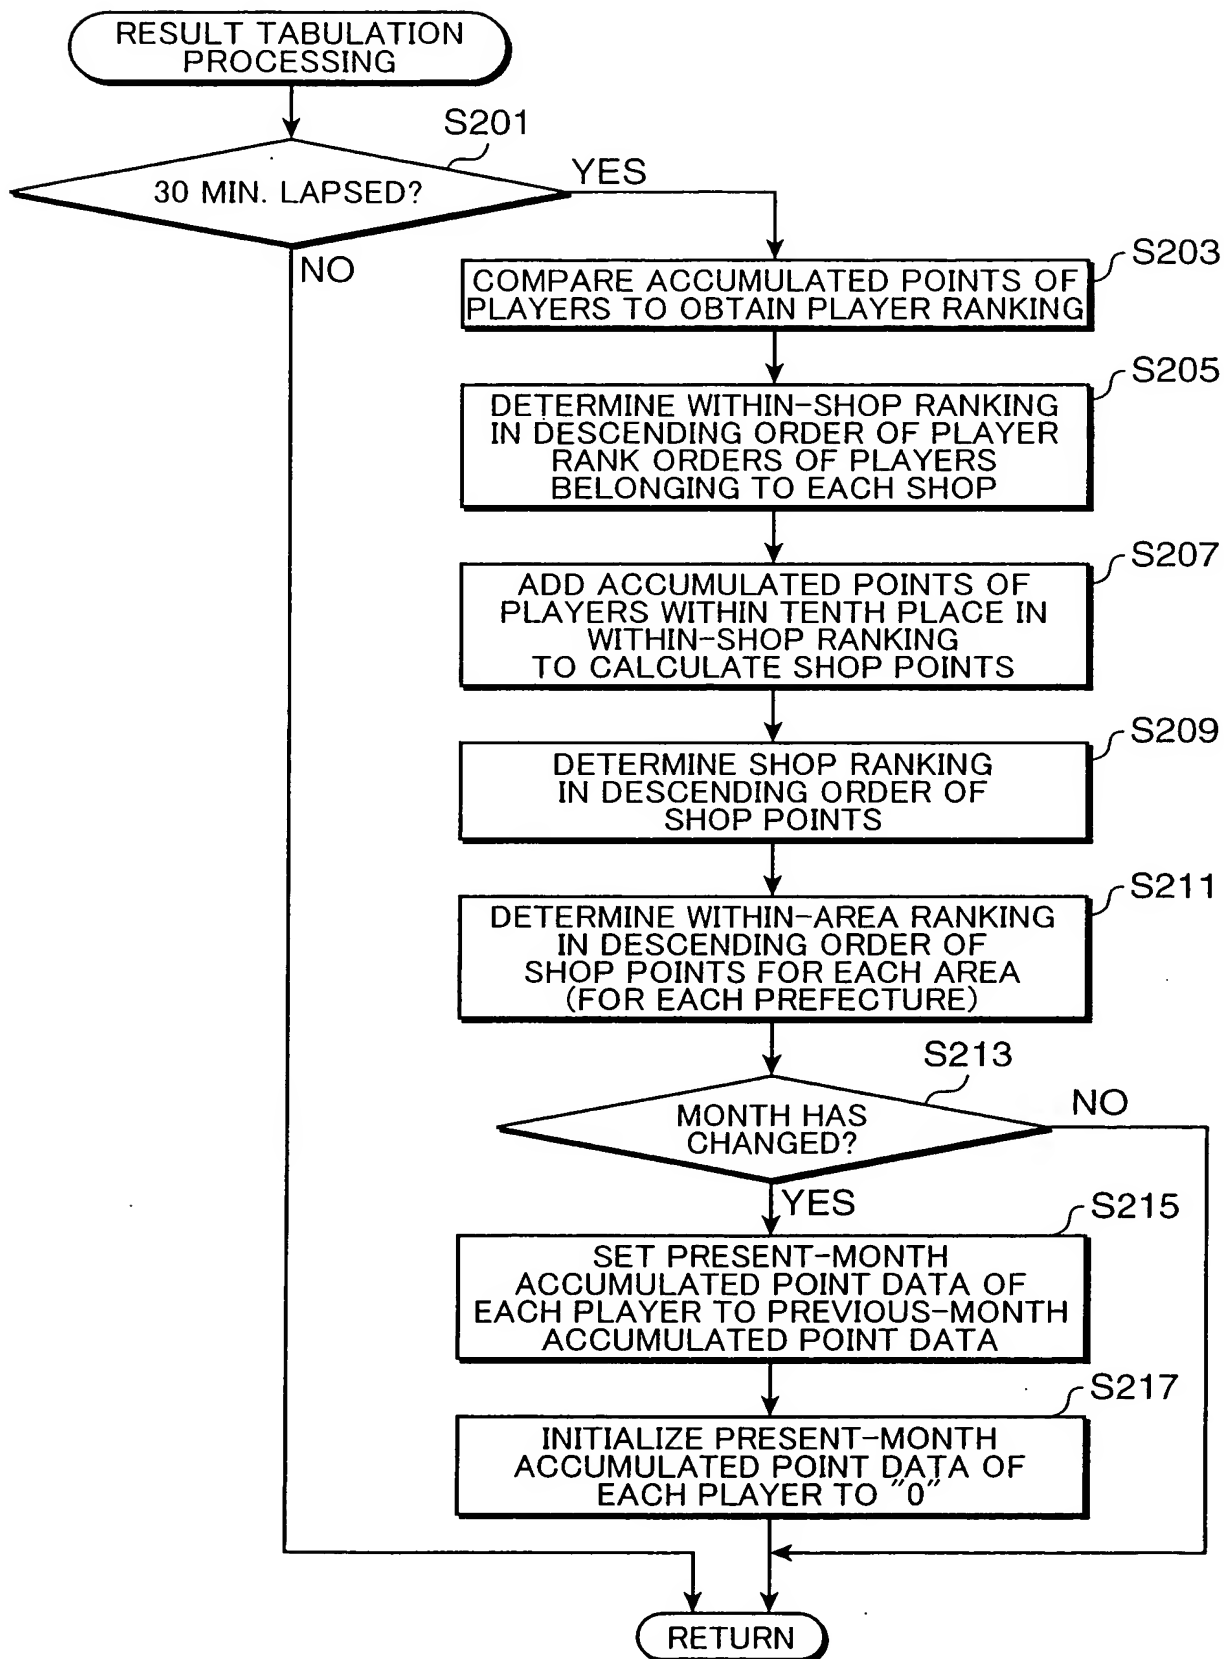 RESULT TABULATION
PROCESSING
S201
30 MIN. LAPSED?
YES
NO
S203
COMPARE ACCUMULATED POINTS OF
PLAYERS TO OBTAIN PLAYER RANKING
S205
DETERMINE WITHIN-SHOP RANKING
IN DESCENDING ORDER OF PLAYER
RANK ORDERS OF PLAYERS
BELONGING TO EACH SHOP
S207
ADD ACCUMULATED POINTS OF
PLAYERS WITHIN TENTH PLACE IN
WITHIN-SHOP RANKING
TO CALCULATE SHOP POINTS
S209
DETERMINE SHOP RANKING
IN DESCENDING ORDER OF
SHOP POINTS
S211
DETERMINE WITHIN-AREA RANKING
IN DESCENDING ORDER OF
SHOP POINTS FOR EACH AREA
(FOR EACH PREFECTURE)
S213
MONTH HAS
CHANGED?
NO
YES
S215
SET PRESENT-MONTH
ACCUMULATED POINT DATA OF
EACH PLAYER TO PREVIOUS-MONTH
ACCUMULATED POINT DATA
S217
INITIALIZE PRESENT-MONTH
ACCUMULATED POINT DATA OF
EACH PLAYER TO "0"
RETURN